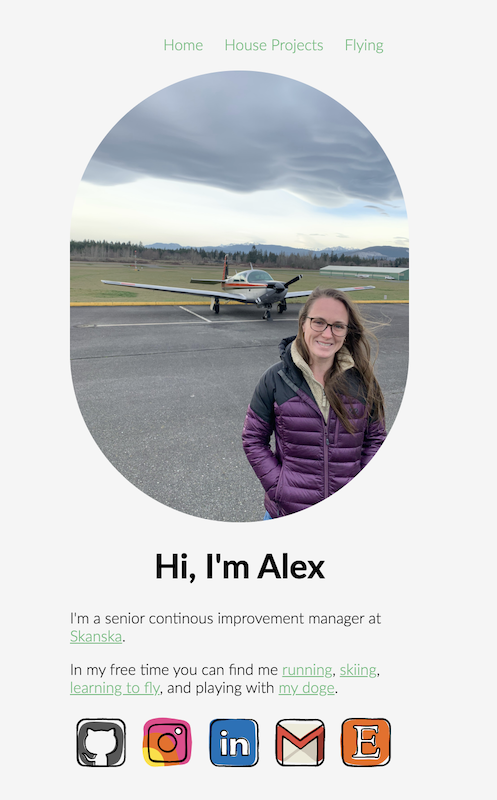 Home House Projects Flying
Hi, I'm Alex
I'm a senior continous improvement manager at
Skanska.
In my free time you can find me running, skiing,
learning to fly, and playing with my doge.
in
E